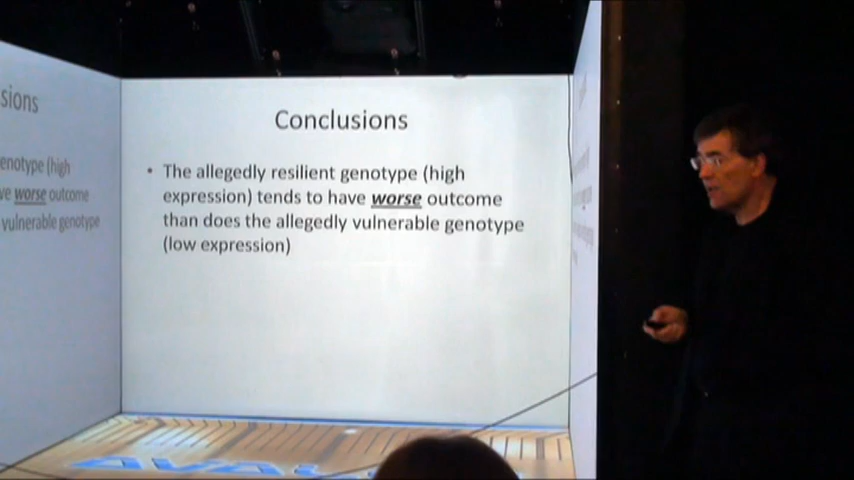 Conclusions
• The allegedly resilient genotype (high
expression) tends to have worse outcome
than does the allegedly vulnerable genotype
(low expression)
sions
enotype (high
ve worse outcome
vulnerable genotype